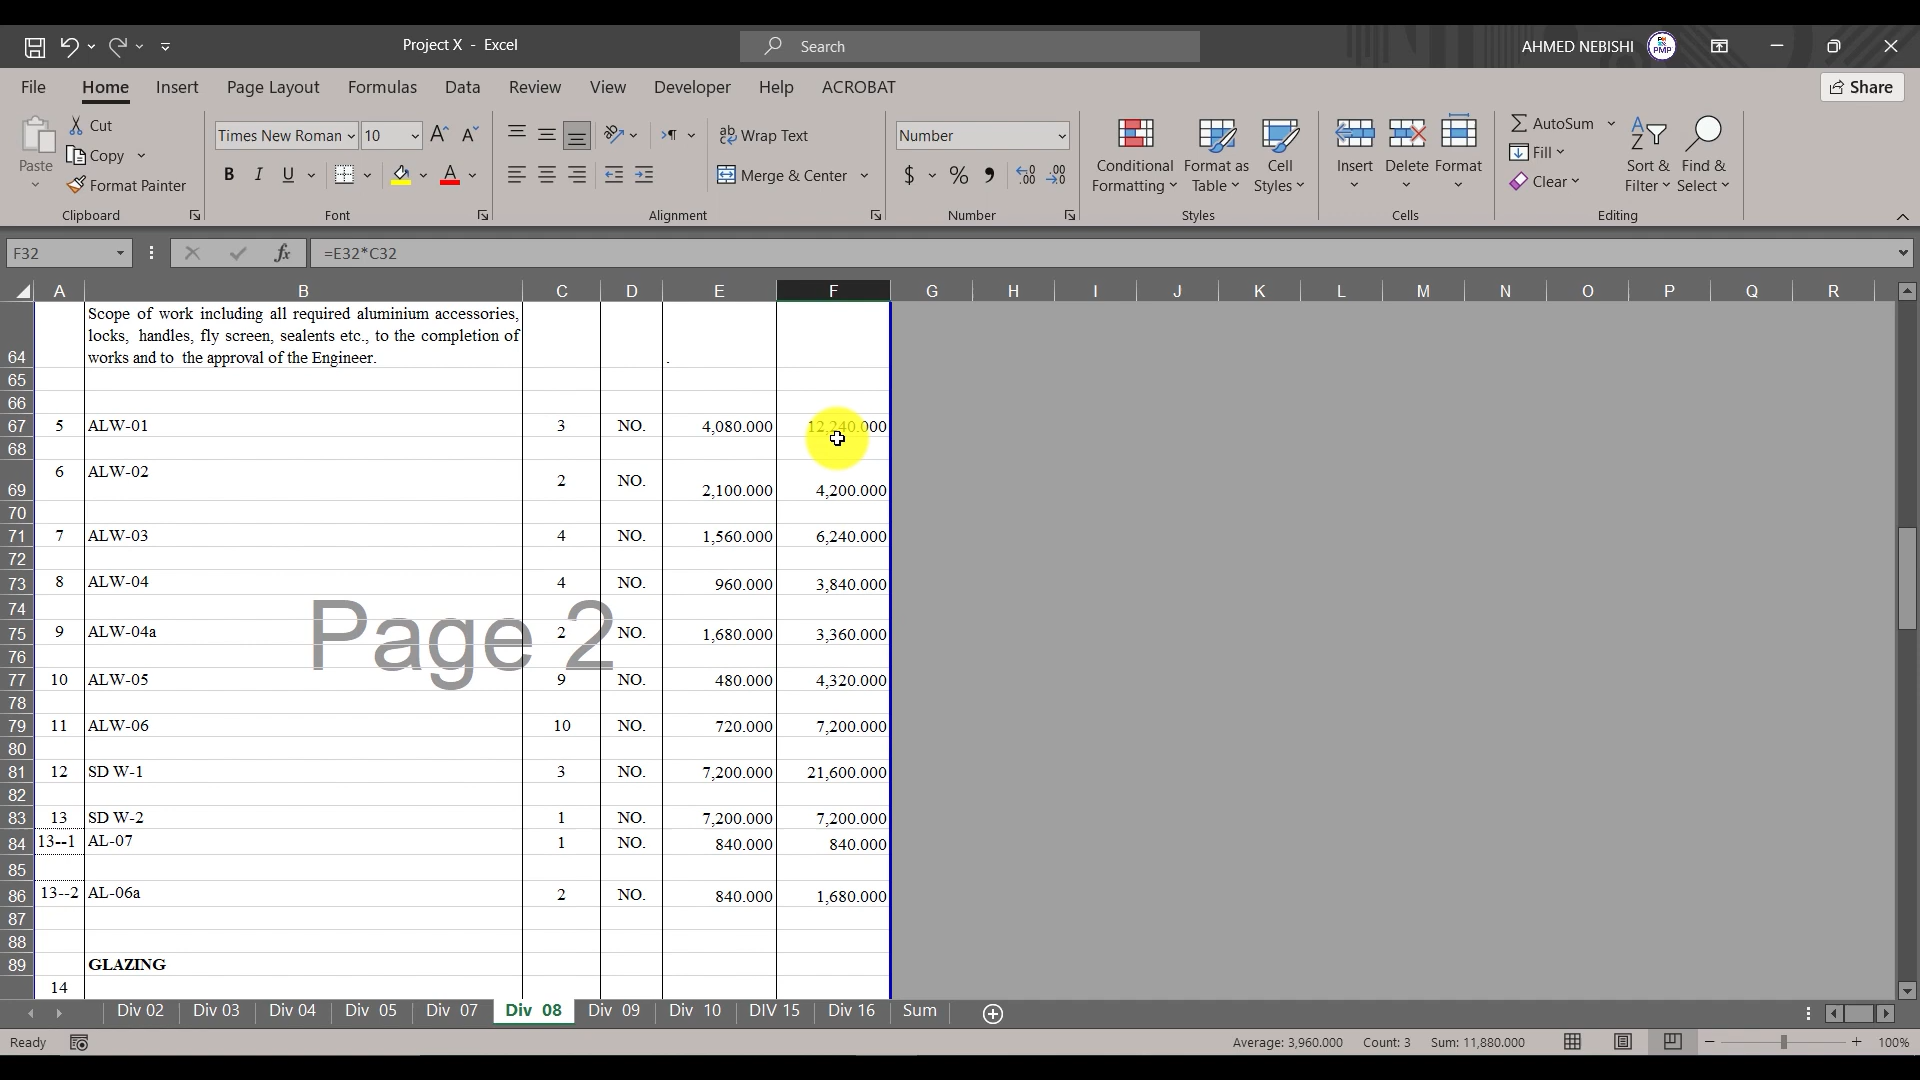 Project X - Excel
Search
AHMED NEBISHI
PMP
File Home Insert Page Layout Formulas Data Review View Developer Help ACROBAT
Share
Paste
Cut
Copy
Format Painter
Clipboard
Times New Roman 10
B I U
Font
Wrap Text
Merge & Center
Alignment
Number
$ % 9
Number
Conditional Formatting
Format as Table
Cell Styles
Styles
Insert Delete Format
Cells
AutoSum
Fill
Clear
Sort & Filter
Find & Select
Editing
F32 fx =E32*C32
A B C D E F G H I J K L M N O P Q R
Scope of work including all required aluminium accessories,
locks, handles, fly screen, sealents etc., to the completion of
64 works and to the approval of the Engineer. .
65
66
67 5 ALW-01 3 NO. 4,080.000 12,240.000
68
69 6 ALW-02 2 NO. 2,100.000 4,200.000
70
71 7 ALW-03 4 NO. 1,560.000 6,240.000
72
73 8 ALW-04 4 NO. 960.000 3,840.000
74
Page 2
75 9 ALW-04a 2 NO. 1,680.000 3,360.000
76
77 10 ALW-05 9 NO. 480.000 4,320.000
78
79 11 ALW-06 10 NO. 720.000 7,200.000
80
81 12 SD W-1 3 NO. 7,200.000 21,600.000
82
83 13 SD W-2 1 NO. 7,200.000 7,200.000
84 13--1 AL-07 1 NO. 840.000 840.000
85
86 13--2 AL-06a 2 NO. 840.000 1,680.000
87
88
89 GLAZING
14
Div 02 Div 03 Div 04 Div 05 Div 07 Div 08 Div 09 Div 10 DIV 15 Div 16 Sum
Ready Average: 3,960.000 Count: 3 Sum: 11,880.000 100%